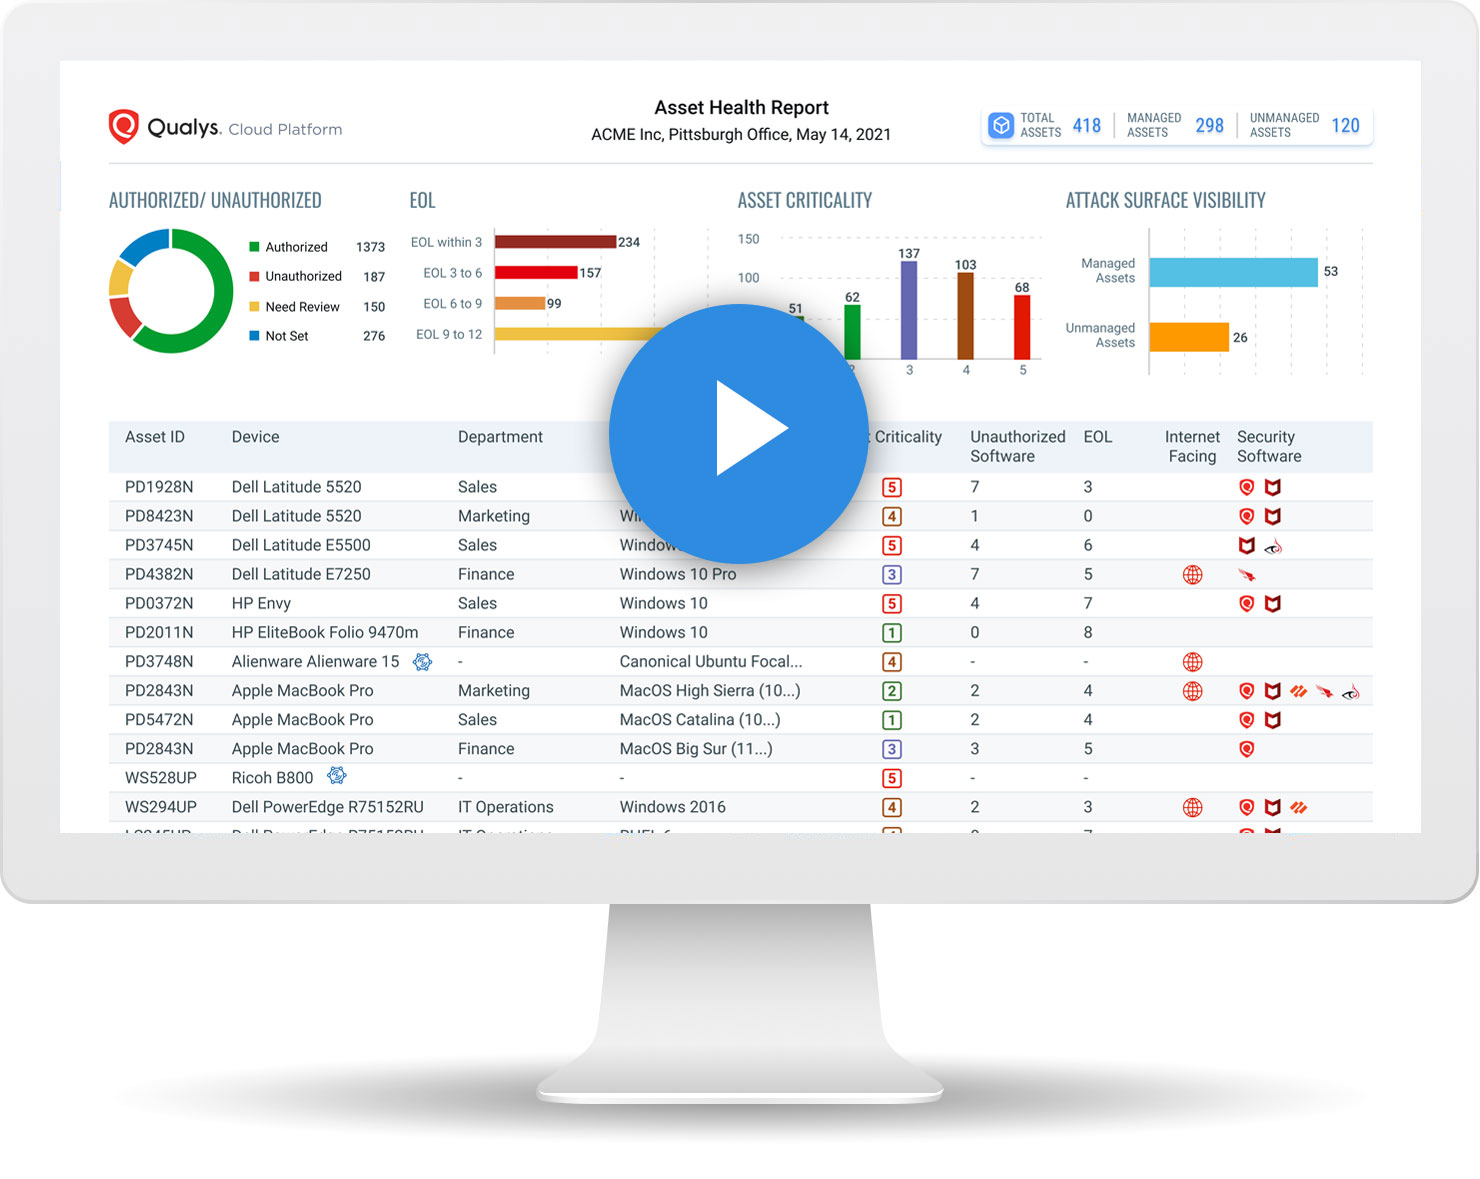 Qualys. Cloud Platform
Asset Health Report
ACME Inc, Pittsburgh Office, May 14, 2021
TOTAL ASSETS 418
MANAGED ASSETS 298
UNMANAGED ASSETS 120
AUTHORIZED/ UNAUTHORIZED
Authorized 1373
Unauthorized 187
Need Review 150
Not Set 276
EOL
EOL within 3 234
EOL 3 to 6 157
EOL 6 to 9 99
EOL 9 to 12
ASSET CRITICALITY
150
100
51
62
137
103
68
3 4 5
ATTACK SURFACE VISIBILITY
Managed Assets 53
Unmanaged Assets 26
Asset ID Device Department Criticality Unauthorized Software EOL Internet Facing Security Software
PD1928N Dell Latitude 5520 Sales 5 7 3
PD8423N Dell Latitude 5520 Marketing 4 1 0
PD3745N Dell Latitude E5500 Sales 5 4 6
PD4382N Dell Latitude E7250 Finance Windows 10 Pro 3 7 5
PD0372N HP Envy Sales Windows 10 5 4 7
PD2011N HP EliteBook Folio 9470m Finance Windows 10 1 0 8
PD3748N Alienware Alienware 15 - Canonical Ubuntu Focal... 4 - -
PD2843N Apple MacBook Pro Marketing MacOS High Sierra (10...) 2 2 4
PD5472N Apple MacBook Pro Sales MacOS Catalina (10...) 1 2 4
PD2843N Apple MacBook Pro Finance MacOS Big Sur (11...) 3 3 5
WS528UP Ricoh B800 - - 5 - -
WS294UP Dell PowerEdge R75152RU IT Operations Windows 2016 4 2 3